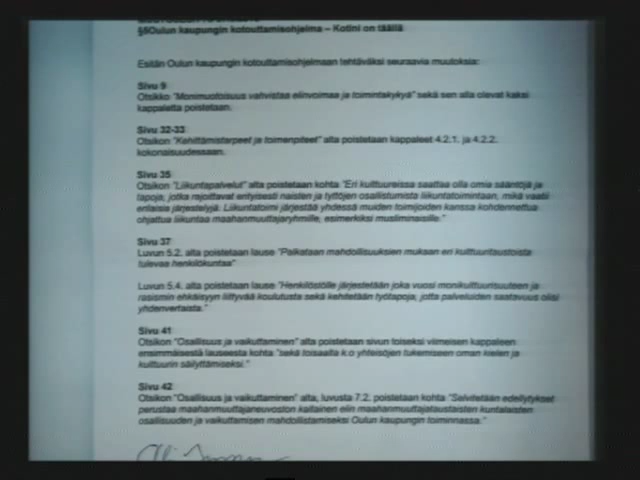 §5Oulun kaupungin kotouttamisohjelma – Kotini on täällä
Esitän Oulun kaupungin kotouttamisohjelmaan tehtäväksi seuraavia muutoksia:
Sivu 9
Otsikko "Monimuotoisuus vahvistaa elinvoimaa ja toimintakykyä" sekä sen alla olevat kaksi
kappaletta poistetaan.
Sivu 32-33
Otsikon "Kehittämistarpeet ja toimenpiteet" alta poistetaan kappaleet 4.2.1. ja 4.2.2.
kokonaisuudessaan.
Sivu 35
Otsikon "Liikuntapalvelut" alta poistetaan kohta "Eri kulttuureissa saattaa olla omia sääntöjä ja
tapoja, jotka rajoittavat erityisesti naisten ja tyttöjen osallistumista liikuntatoimintaan, mikä vaatii
erilaisia järjestelyjä. Liikuntatoimi järjestää yhdessä muiden toimijoiden kanssa kohdennettua
ohjattua liikuntaa maahanmuuttajaryhmille, esimerkiksi musliminaisille."
Sivu 37
Luvun 5.2. alta poistetaan lause "Palkataan mahdollisuuksien mukaan eri kulttuuritaustoista
tulevaa henkilökuntaa"
Luvun 5.4. alta poistetaan lause "Henkilöstölle järjestetään joka vuosi monikulttuurisuuteen ja
rasismin ehkäisyyn liittyvää koulutusta sekä kehitetään työtapoja, jotta palveluiden saatavuus olisi
yhdenvertaista."
Sivu 41
Otsikon "Osallisuus ja vaikuttaminen" alta poistetaan sivun toiseksi viimeisen kappaleen
ensimmäisestä lauseesta kohta "sekä toisaalta k.o yhteisöjen tukemiseen oman kielen ja
kulttuurin säilyttämiseksi."
Sivu 42
Otsikon "Osallisuus ja vaikuttaminen" alta, luvusta 7.2. poistetaan kohta "Selvitetään edellytykset
perustaa maahanmuuttajaneuvoston kaltainen elin maahanmuuttajataustaisten kuntalaisten
osallisuuden ja vaikuttamisen mahdollistamiseksi Oulun kaupungin toiminnassa."